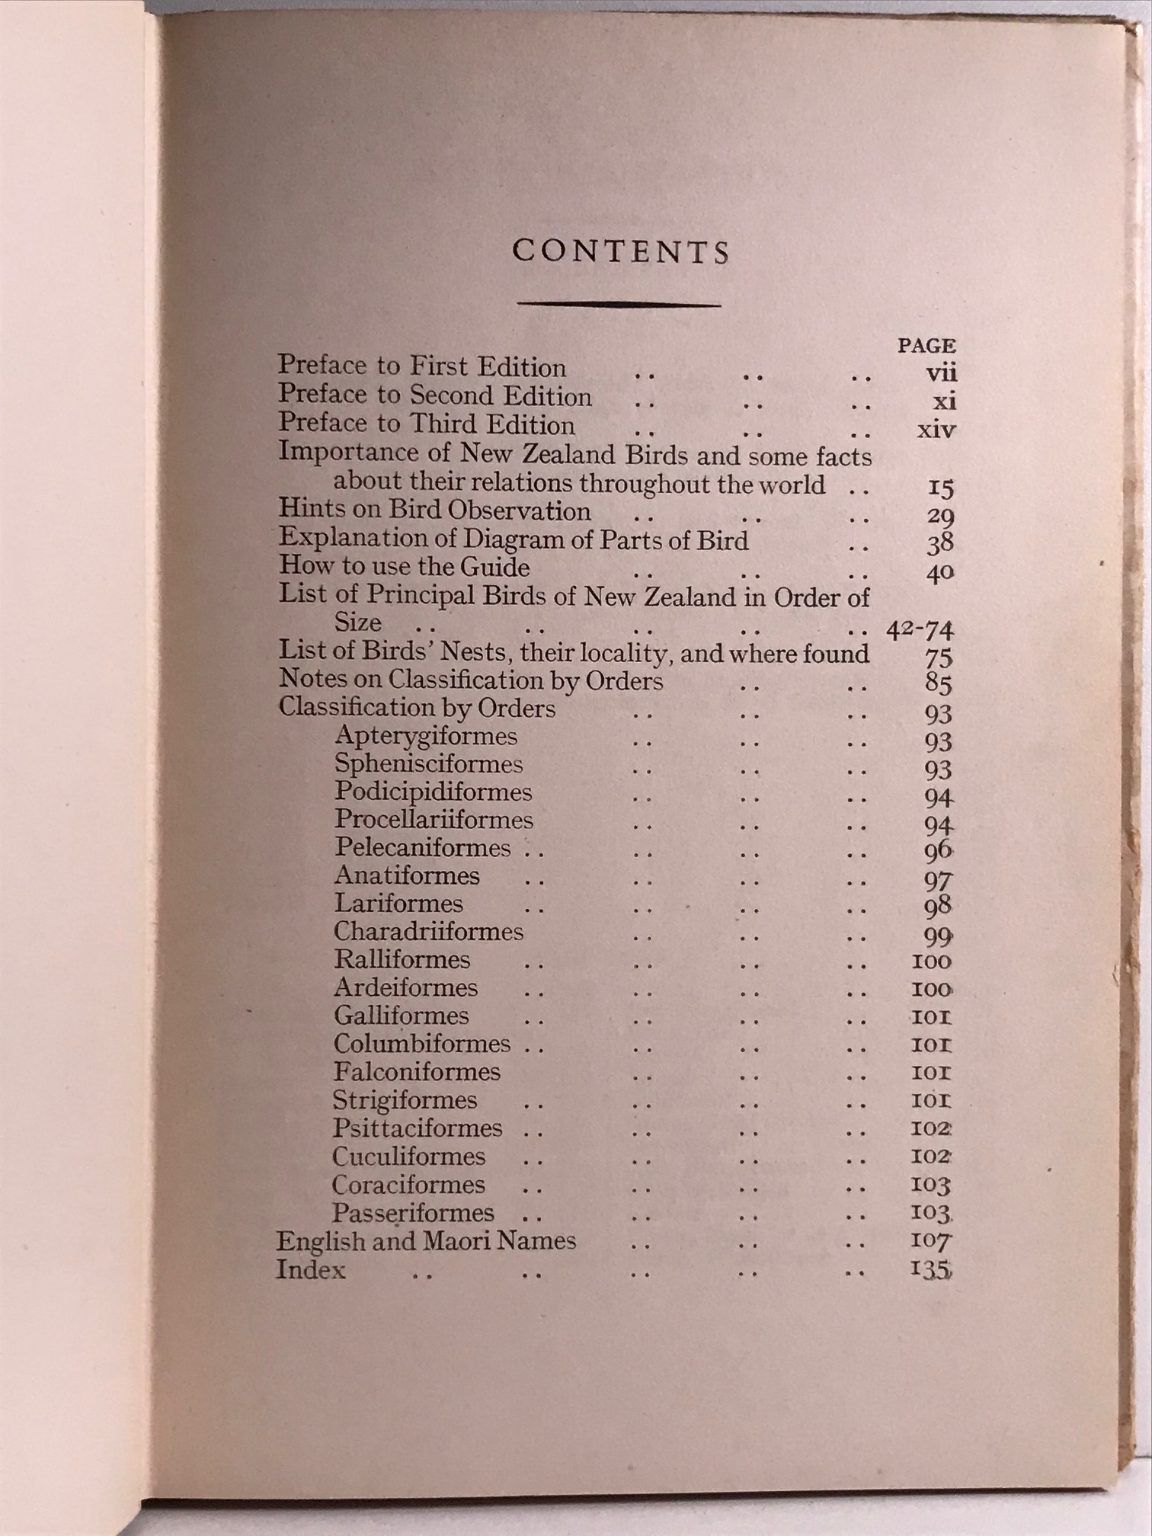 CONTENTS
PAGE
Preface to First Edition .. .. .. vii
Preface to Second Edition .. .. .. xi
Preface to Third Edition .. .. .. xiv
Importance of New Zealand Birds and some facts
about their relations throughout the world .. 15
Hints on Bird Observation .. .. .. 29
Explanation of Diagram of Parts of Bird .. 38
How to use the Guide .. .. .. 40
List of Principal Birds of New Zealand in Order of
Size .. .. .. .. .. 42-74
List of Birds' Nests, their locality, and where found 75
Notes on Classification by Orders .. .. 85
Classification by Orders .. .. .. 93
Apterygiformes .. .. .. 93
Sphenisciformes .. .. .. 93
Podicipidiformes .. .. .. 94
Procellariiformes .. .. .. 94
Pelecaniformes .. .. .. .. 96
Anatiformes .. .. .. .. 97
Lariformes .. .. .. .. 98
Charadriiformes .. .. .. 99
Ralliformes .. .. .. .. 100
Ardeiformes .. .. .. .. 100
Galliformes .. .. .. .. 101
Columbiformes .. .. .. .. 101
Falconiformes .. .. .. 101
Strigiformes .. .. .. .. 101
Psittaciformes .. .. .. .. 102
Cuculiformes .. .. .. .. 102
Coraciformes .. .. .. .. 103
Passeriformes .. .. .. .. 103
English and Maori Names .. .. .. 107
Index .. .. .. .. .. 135